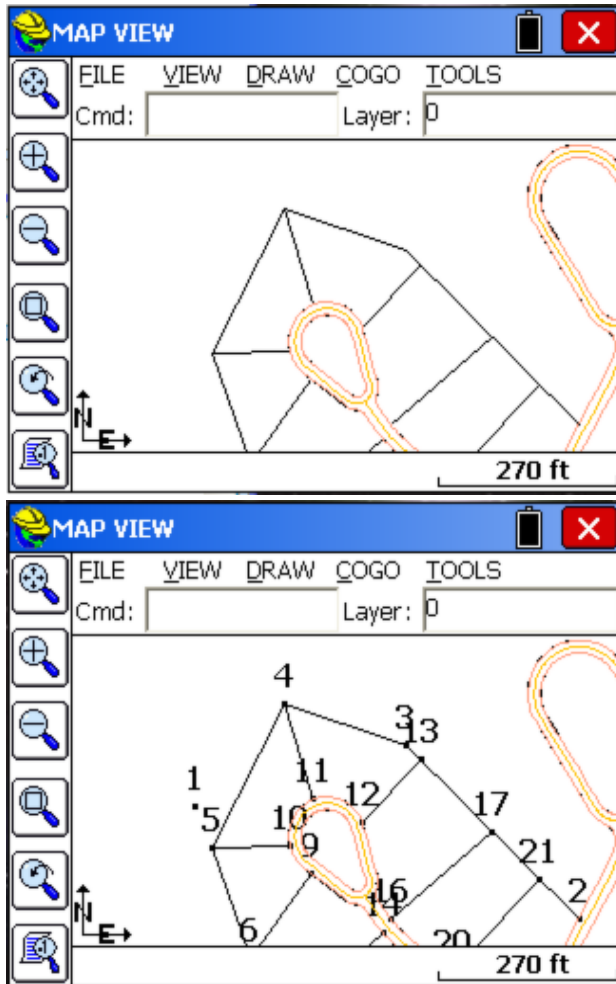 MAP VIEW
FILE VIEW DRAW COGO TOOLS
Cmd: Layer: 0
N
E
270 ft
MAP VIEW
FILE VIEW DRAW COGO TOOLS
Cmd: Layer: 0
4
3 13
11
1
12
5
10
17
9
21
16
2
14
6
20
N
E
270 ft